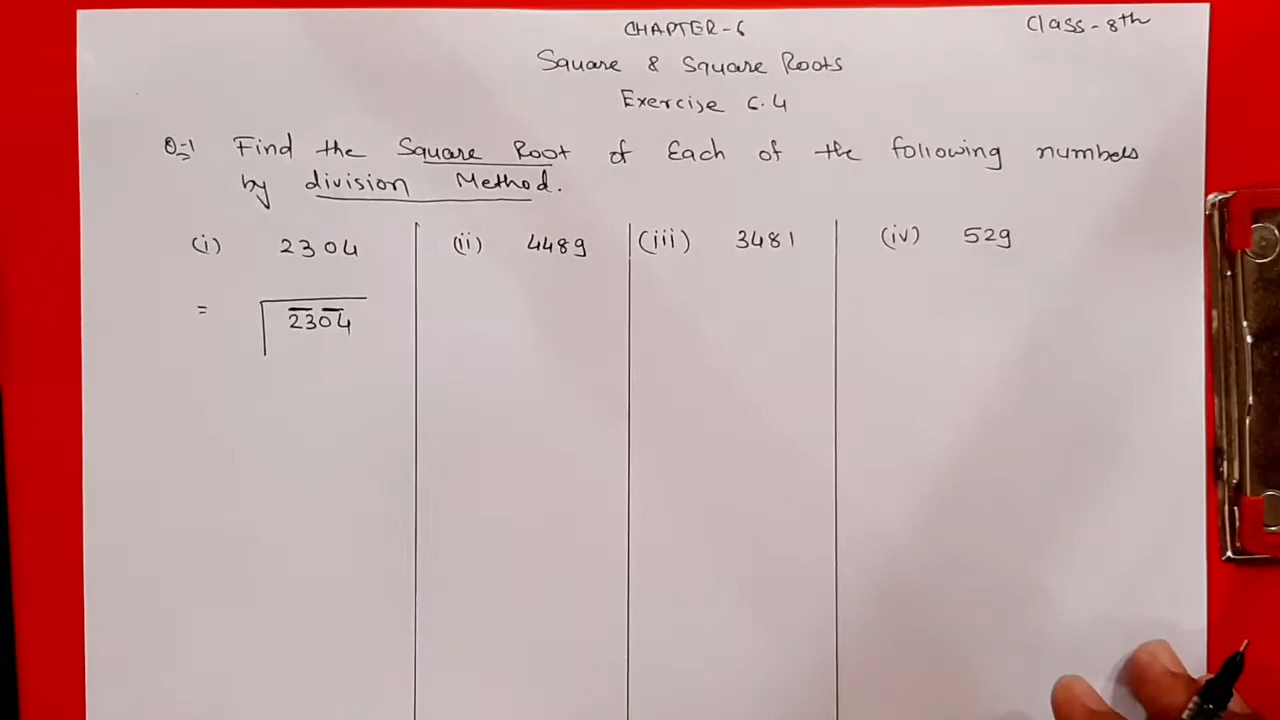 CHAPTER-6
Class-8th
Square & Square Roots
Exercise 6.4
Q-1 Find the Square Root of Each of the following numbers
by division Method.
(i) 2304 (ii) 4489 (iii) 3481 (iv) 529
= 2304